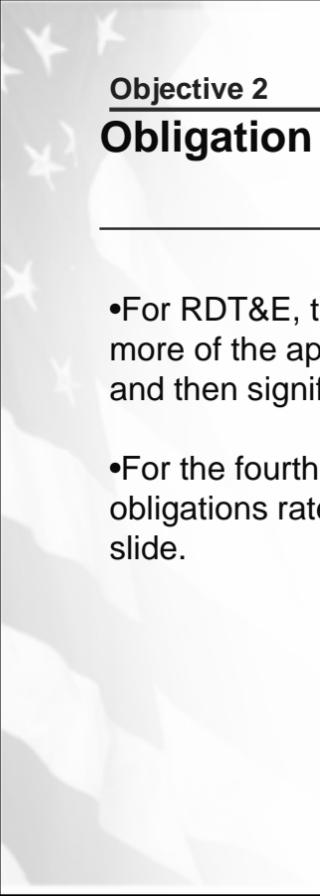 Objective 2
Obligation
•For RDT&E, t
more of the ap
and then signif
•For the fourth
obligations rate
slide.